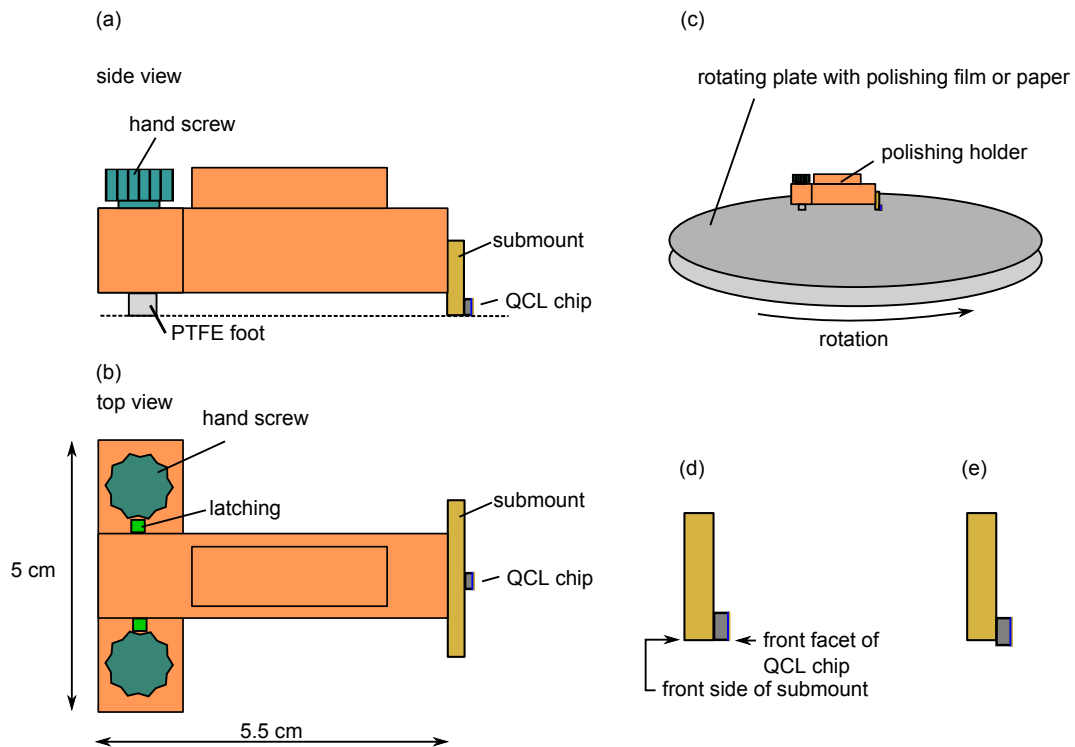 (a)
side view
hand screw
submount
QCL chip
PTFE foot
(b)
top view
hand screw
latching
submount
QCL chip
5 cm
5.5 cm
(c)
rotating plate with polishing film or paper
polishing holder
rotation
(d)
front facet of
QCL chip
front side of submount
(e)